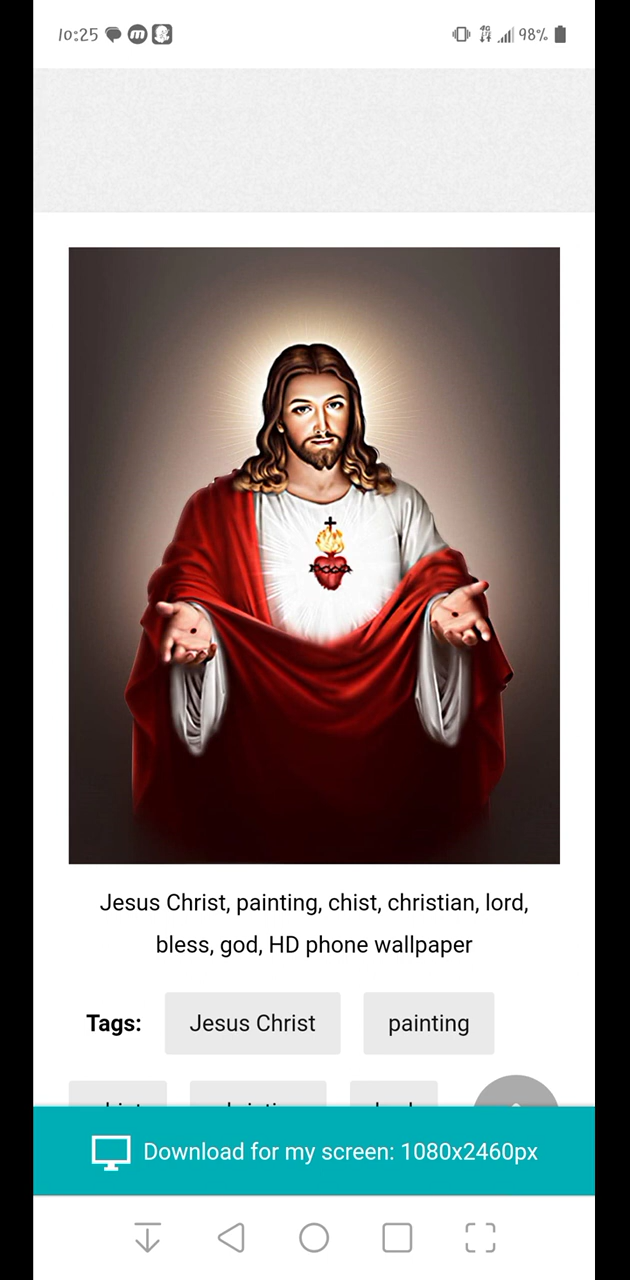 10:25 98%
Jesus Christ, painting, chist, christian, lord,
bless, god, HD phone wallpaper
Tags: Jesus Christ painting
Download for my screen: 1080x2460px